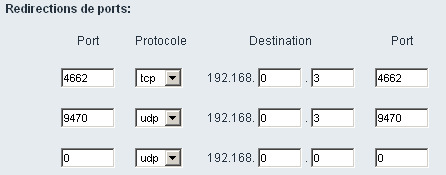 Redirections de ports:
Port Protocole Destination Port
4662 tcp 192.168. 0 . 3 4662
9470 udp 192.168. 0 . 3 9470
0 udp 192.168. 0 . 0 0